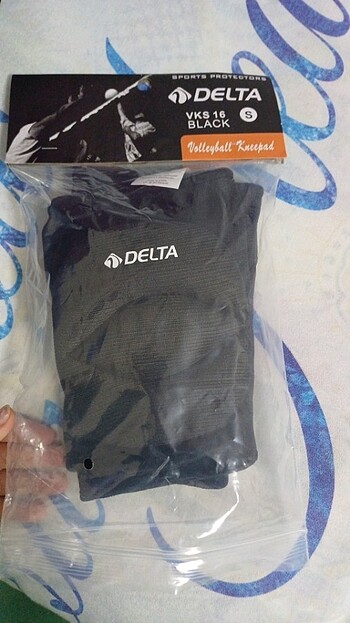 SPORTS PROTECTORS
DELTA
VKS 16
BLACK
S
Volleyball Kneepad
DELTA